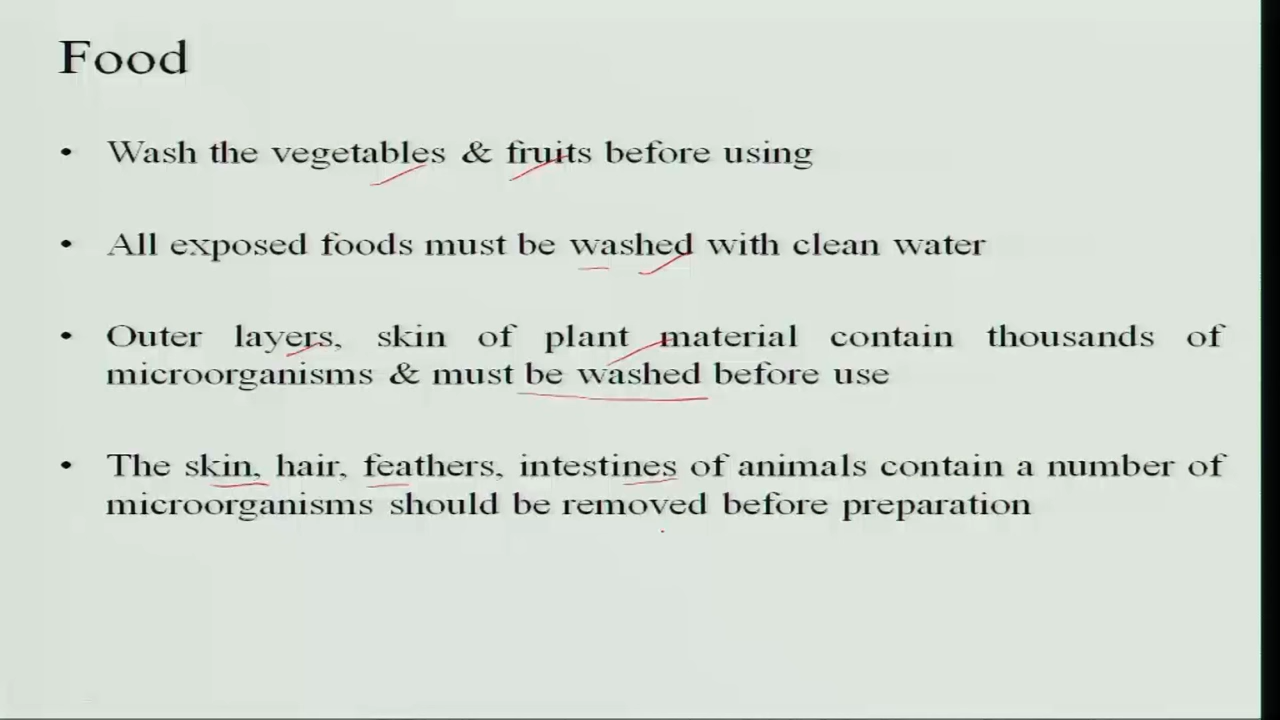 Food
• Wash the vegetables & fruits before using
• All exposed foods must be washed with clean water
• Outer layers, skin of plant material contain thousands of
microorganisms & must be washed before use
• The skin, hair, feathers, intestines of animals contain a number of
microorganisms should be removed before preparation